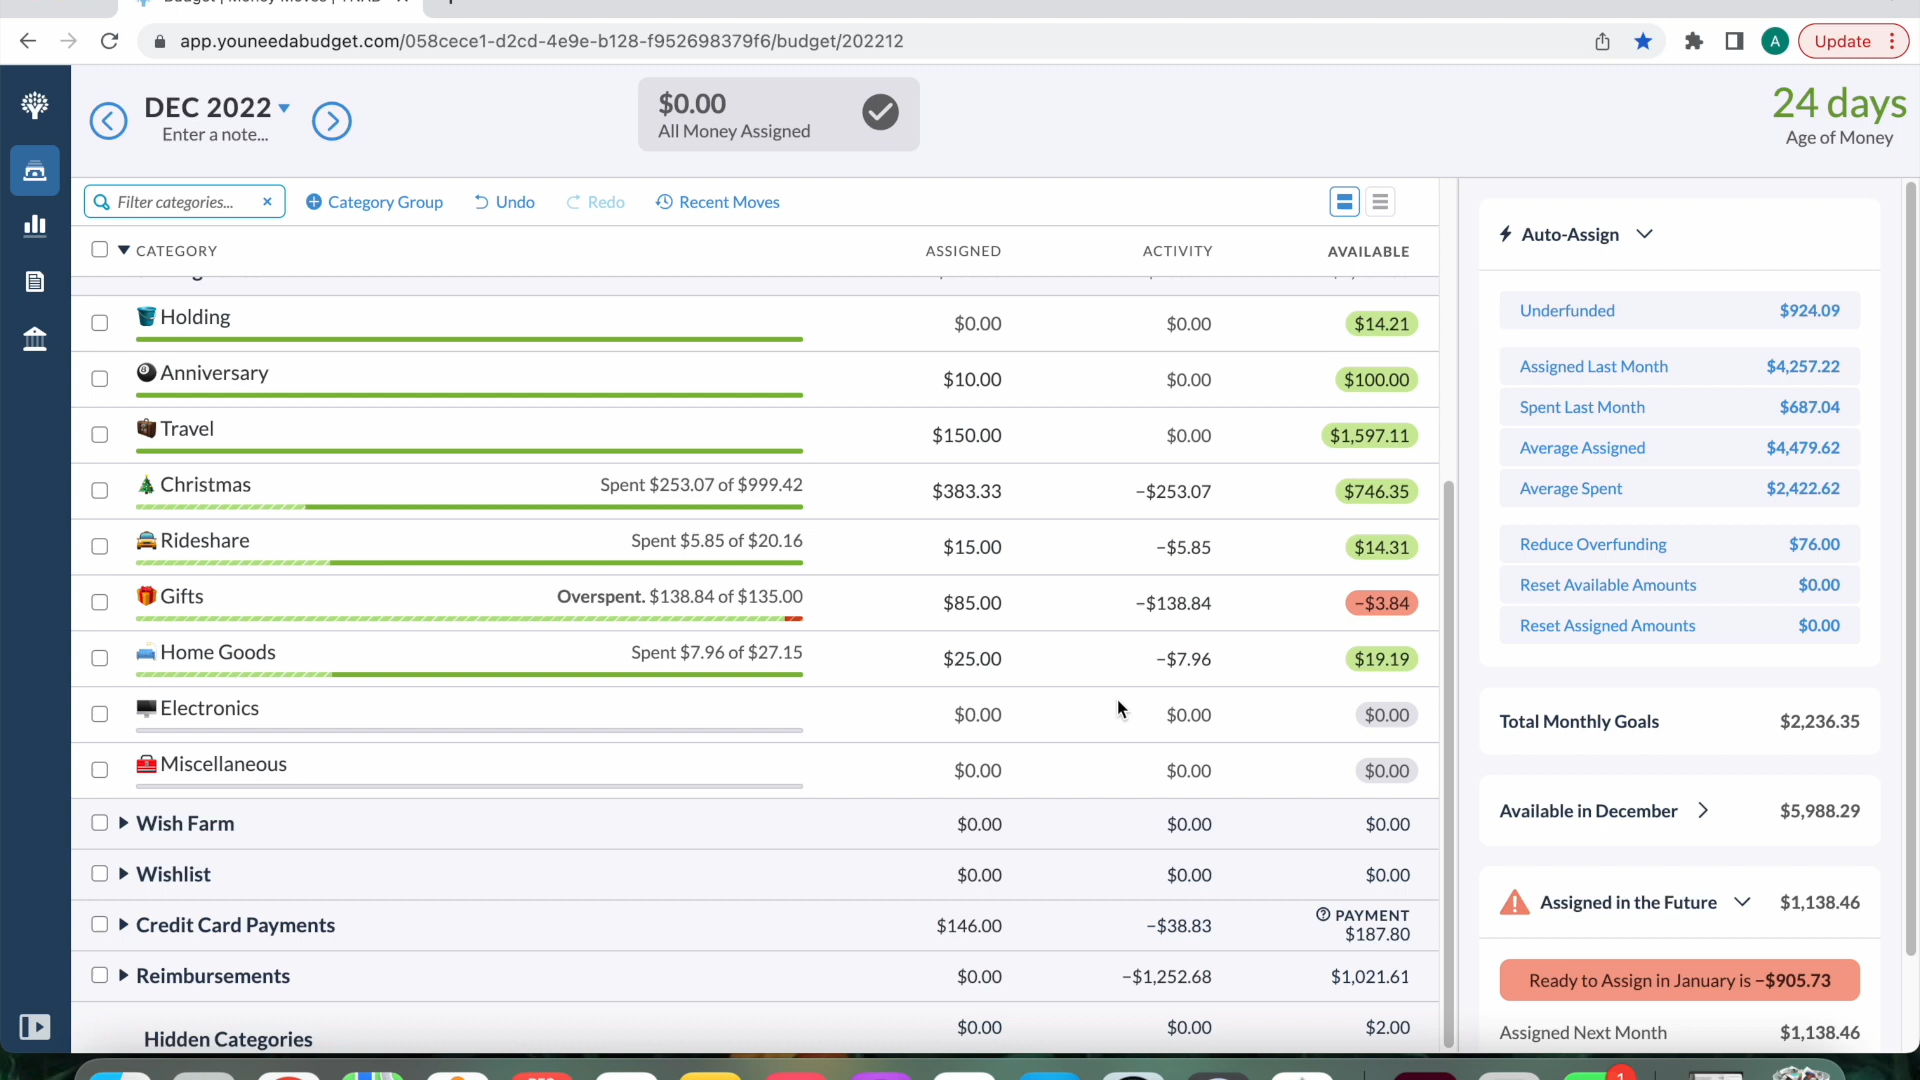 app.youneedabudget.com/058cece1-d2cd-4e9e-b128-f952698379f6/budget/202212
A
Update
DEC 2022
Enter a note...
$0.00
All Money Assigned
24 days
Age of Money
Filter categories...
Category Group
Undo
Redo
Recent Moves
CATEGORY ASSIGNED ACTIVITY AVAILABLE
Holding $0.00 $0.00 $14.21
Anniversary $10.00 $0.00 $100.00
Travel $150.00 $0.00 $1,597.11
Christmas Spent $253.07 of $999.42 $383.33 −$253.07 $746.35
Rideshare Spent $5.85 of $20.16 $15.00 −$5.85 $14.31
Gifts Overspent. $138.84 of $135.00 $85.00 −$138.84 −$3.84
Home Goods Spent $7.96 of $27.15 $25.00 −$7.96 $19.19
Electronics $0.00 $0.00 $0.00
Miscellaneous $0.00 $0.00 $0.00
Wish Farm $0.00 $0.00 $0.00
Wishlist $0.00 $0.00 $0.00
Credit Card Payments $146.00 −$38.83 PAYMENT
$187.80
Reimbursements $0.00 −$1,252.68 $1,021.61
Hidden Categories $0.00 $0.00 $2.00
Auto-Assign
Underfunded $924.09
Assigned Last Month $4,257.22
Spent Last Month $687.04
Average Assigned $4,479.62
Average Spent $2,422.62
Reduce Overfunding $76.00
Reset Available Amounts $0.00
Reset Assigned Amounts $0.00
Total Monthly Goals $2,236.35
Available in December $5,988.29
Assigned in the Future $1,138.46
Ready to Assign in January is −$905.73
Assigned Next Month $1,138.46
1